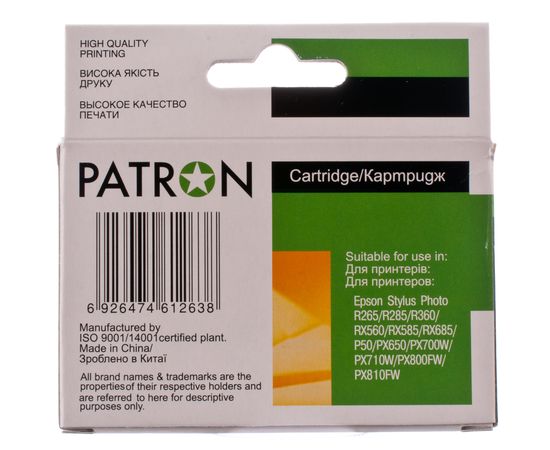 HIGH QUALITY
PRINTING
ВИСОКА ЯКІСТЬ
ДРУКУ
ВЫСОКОЕ КАЧЕСТВО
ПЕЧАТИ
PATRON
Cartridge/Картридж
6 926474 612638
Manufactured by
ISO 9001/14001certified plant.
Made in China/
Зроблено в Китаї
All brand names & trademarks are the
properties of their respective holders and
are referred to here for descriptive
purposes only.
Suitable for use in:
Для принтерів:
Для принтеров:
Epson Stylus Photo
R265/R285/R360/
RX560/RX585/RX685/
P50/PX650/PX700W/
PX710W/PX800FW/
PX810FW